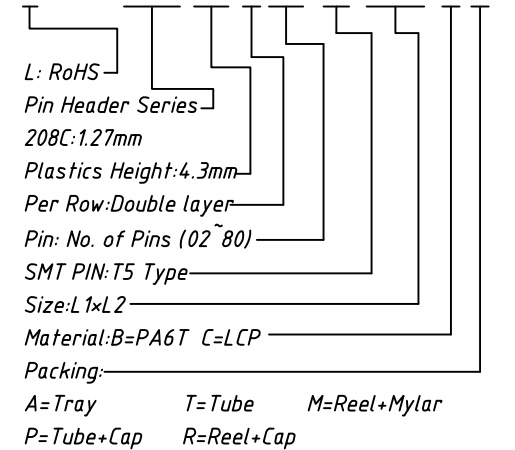 L: RoHS
Pin Header Series
208C:1.27mm
Plastics Height:4.3mm
Per Row:Double layer
Pin: No. of Pins (02~80)
SMT PIN:T5 Type
Size:L1×L2
Material:B=PA6T C=LCP
Packing:
A=Tray T=Tube M=Reel+Mylar
P=Tube+Cap R=Reel+Cap